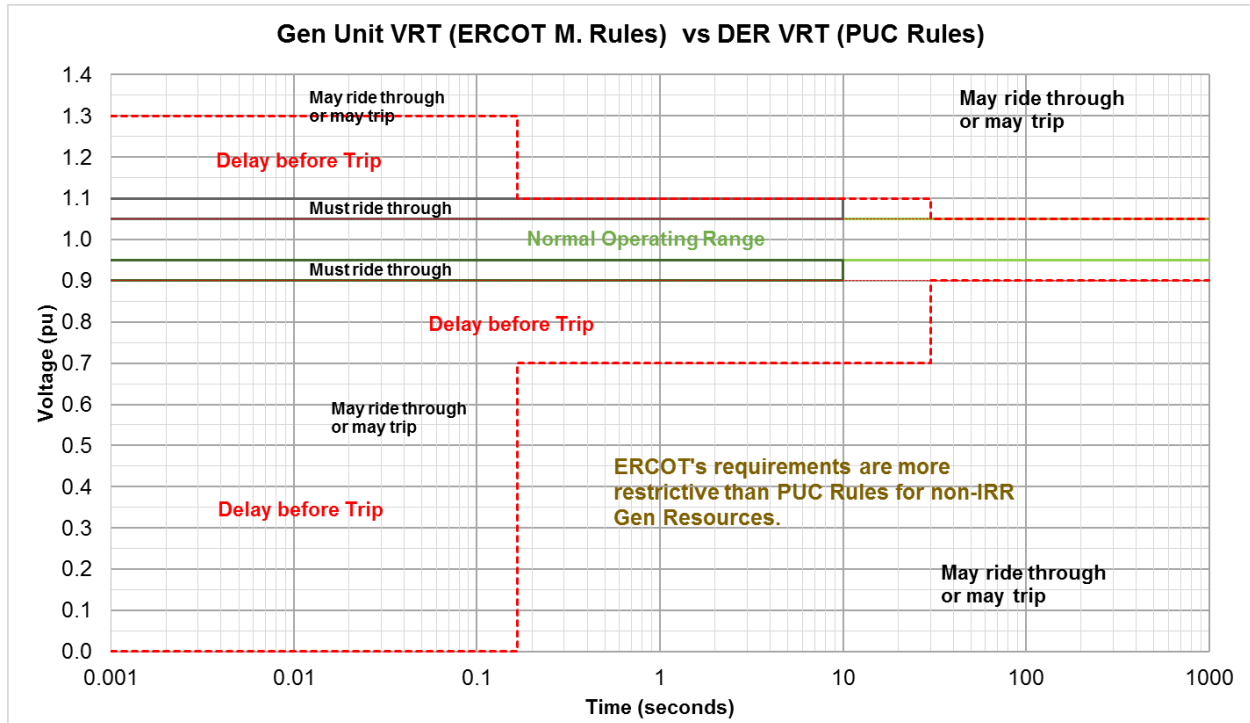 Gen Unit VRT (ERCOT M. Rules)  vs DER VRT (PUC Rules)
Voltage (pu)
1.4
1.3
1.2
1.1
1.0
0.9
0.8
0.7
0.6
0.5
0.4
0.3
0.2
0.1
0.0
May ride through
or may trip
May ride through
or may trip
Delay before Trip
Must ride through
Normal Operating Range
Must ride through
Delay before Trip
May ride through
or may trip
ERCOT's requirements are more
restrictive than PUC Rules for non-IRR
Gen Resources.
Delay before Trip
May ride through
or may trip
0.001
0.01
0.1
1
10
100
1000
Time (seconds)